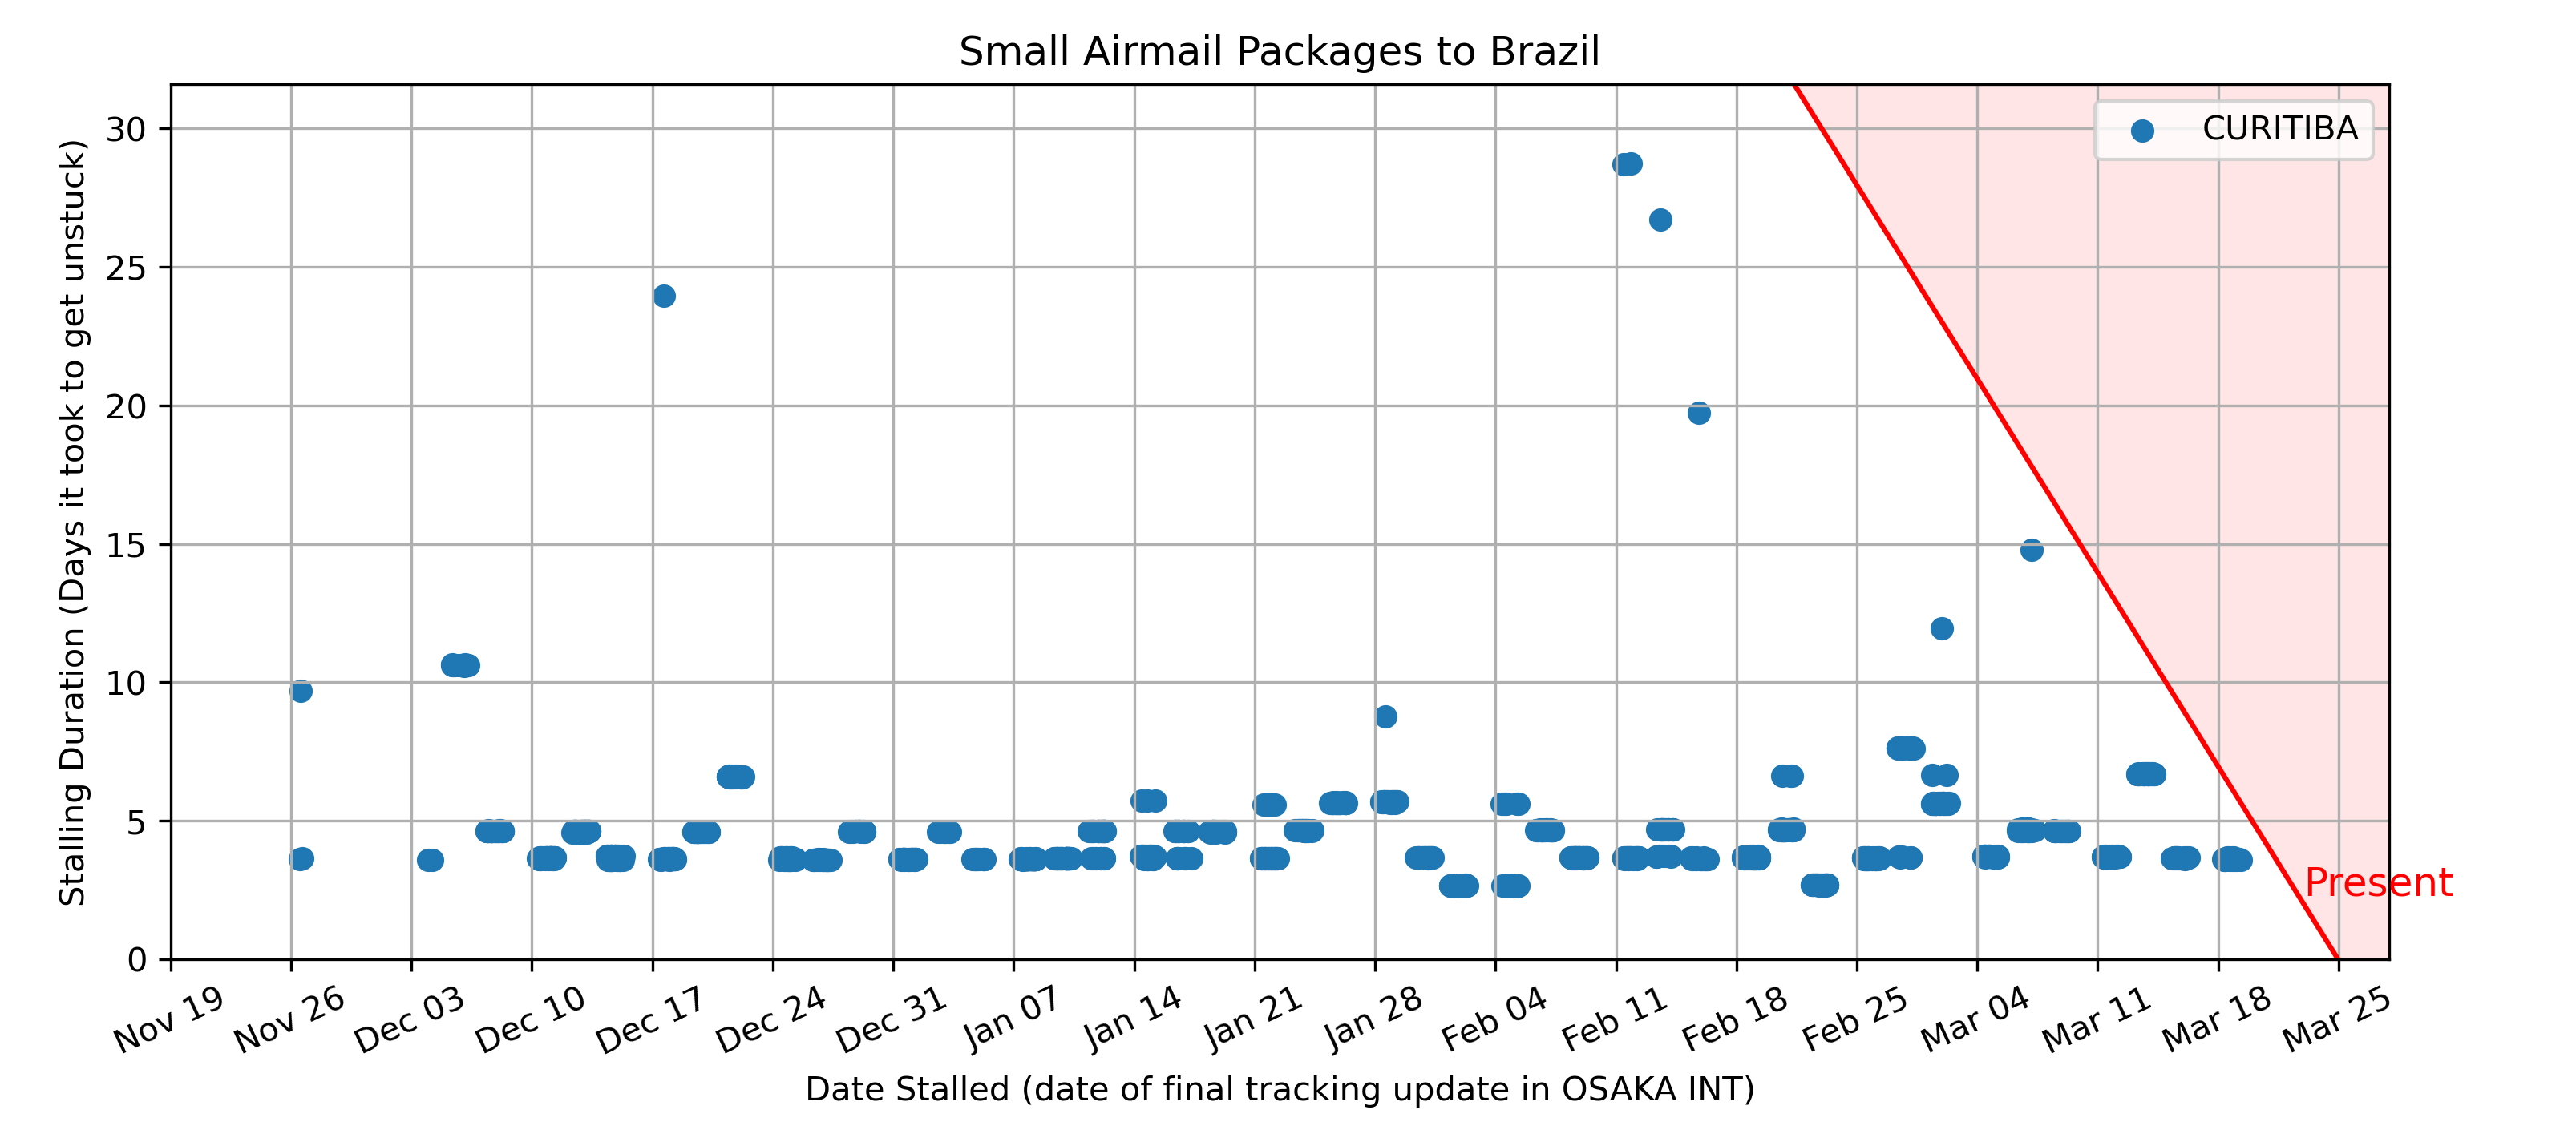 Small Airmail Packages to Brazil
CURITIBA
30
25
20
15
10
5
0
Stalling Duration (Days it took to get unstuck)
Present
Nov 19
Nov 26
Dec 03
Dec 10
Dec 17
Dec 24
Dec 31
Jan 07
Jan 14
Jan 21
Jan 28
Feb 04
Feb 11
Feb 18
Feb 25
Mar 04
Mar 11
Mar 18
Mar 25
Date Stalled (date of final tracking update in OSAKA INT)